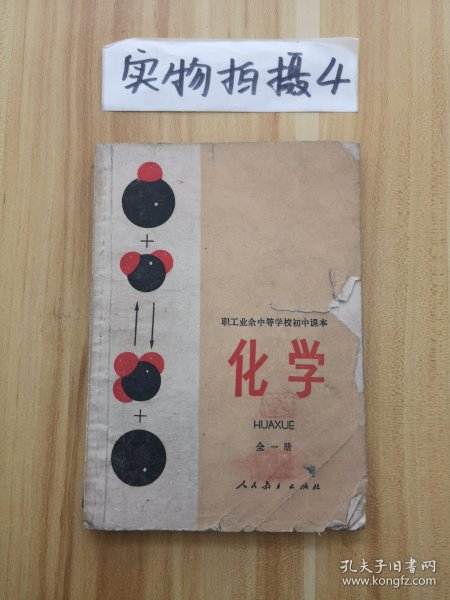 实物拍摄4
职工业余中等学校初中课本
化学
HUAXUE
全一册
人民教育出版社
孔夫子旧书网
www.kongfz.com